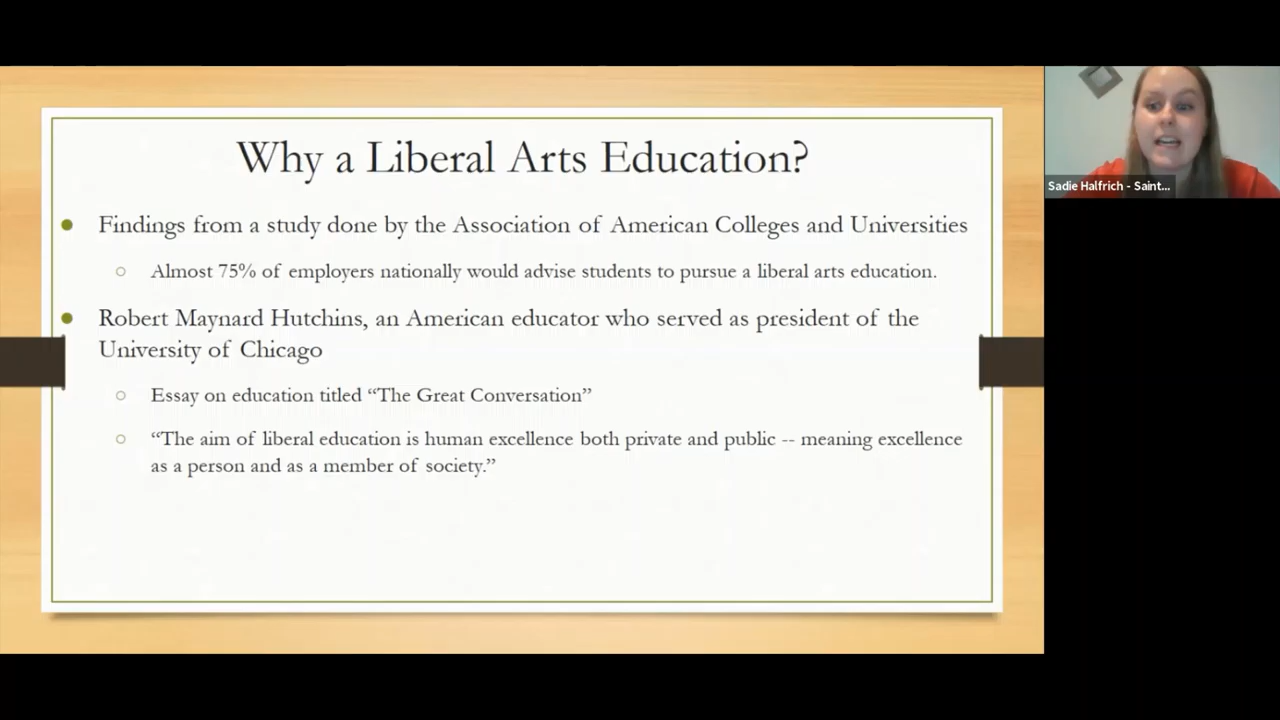 Why a Liberal Arts Education?
Findings from a study done by the Association of American Colleges and Universities
Almost 75% of employers nationally would advise students to pursue a liberal arts education.
Robert Maynard Hutchins, an American educator who served as president of the
University of Chicago
Essay on education titled “The Great Conversation”
“The aim of liberal education is human excellence both private and public -- meaning excellence
as a person and as a member of society.”
Sadie Halfrich - Saint...